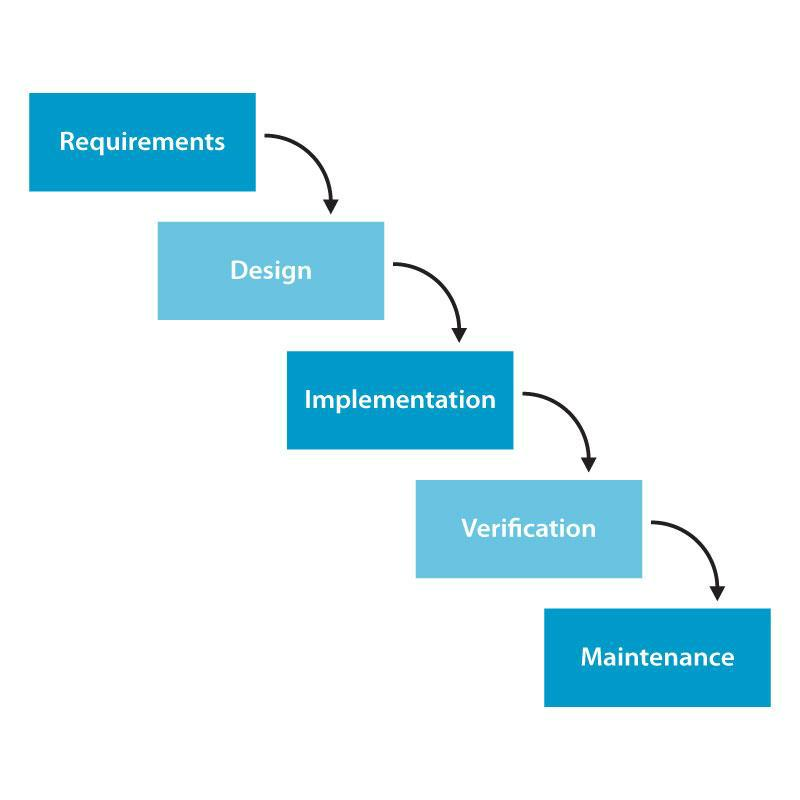 Requirements
Design
Implementation
Verification
Maintenance